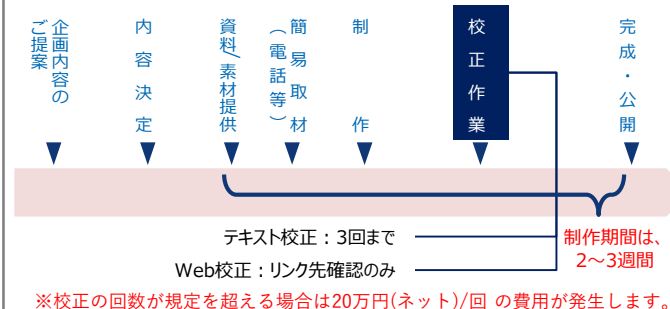 企画内容の
ご提案
内容決定
資料/素材提供
簡易取材
（電話等）
制作
校正作業
完成・公開
テキスト校正：3回まで
Web校正：リンク先確認のみ
制作期間は、
2～3週間
※校正の回数が規定を超える場合は20万円(ネット)/回 の費用が発生します。